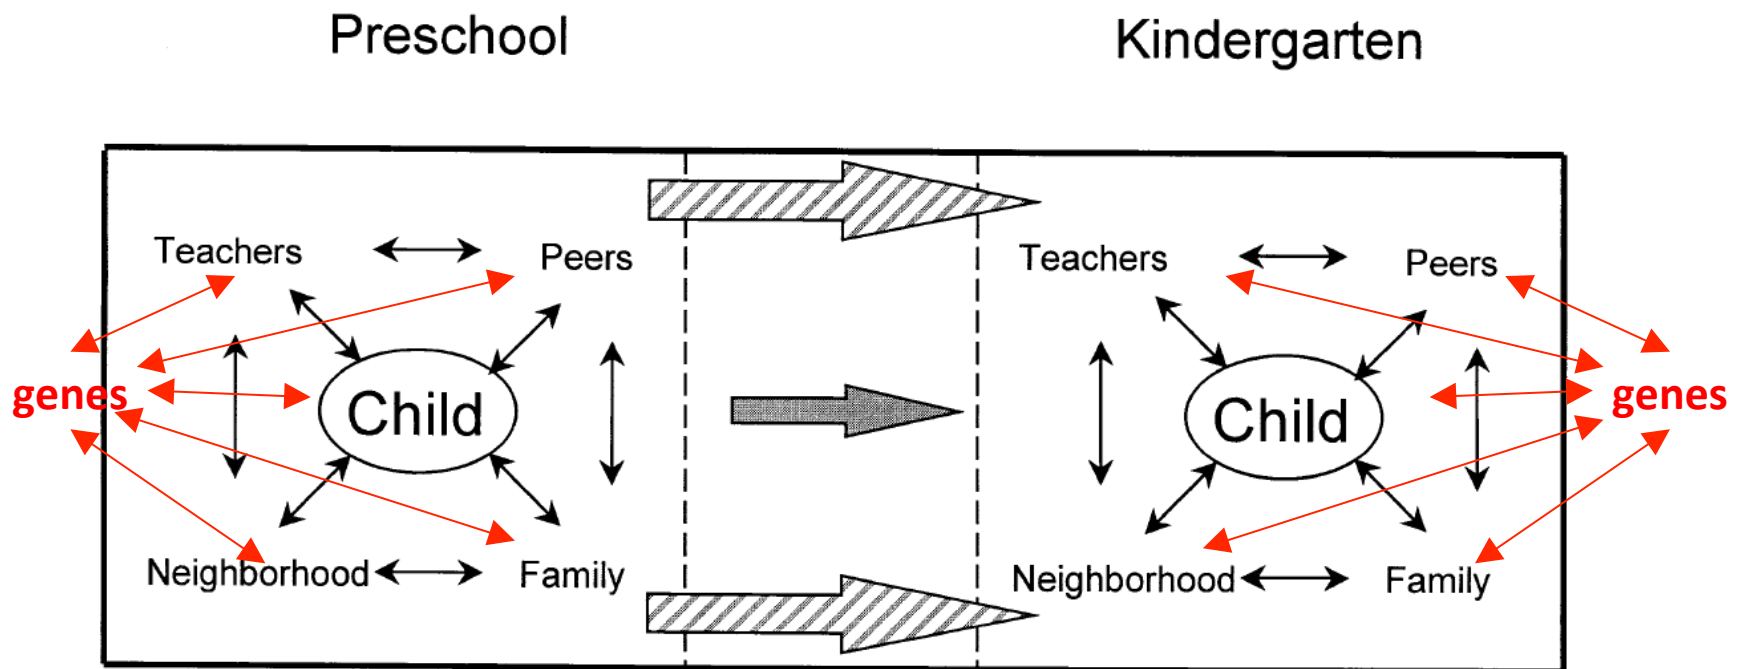 Preschool
Kindergarten
Teachers
Peers
Teachers
Peers
genes
Child
Child
genes
Neighborhood
Family
Neighborhood
Family